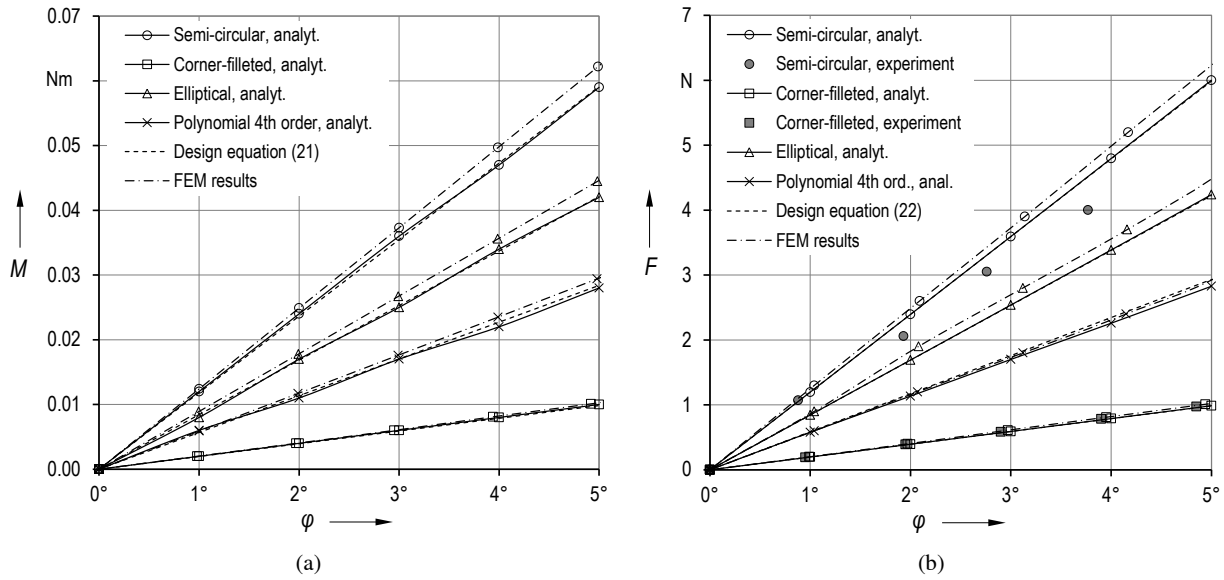 0.07
Nm
0.05
0.04
M
0.03
0.02
0.01
0.00
Semi-circular, analyt.
Corner-filleted, analyt.
Elliptical, analyt.
Polynomial 4th order, analyt.
Design equation (21)
FEM results
0° 1° 2° 3° 4° 5°
φ
(a)
7
N
5
4
F
3
2
1
0
Semi-circular, analyt.
Semi-circular, experiment
Corner-filleted, analyt.
Corner-filleted, experiment
Elliptical, analyt.
Polynomial 4th ord., anal.
Design equation (22)
FEM results
0° 1° 2° 3° 4° 5°
φ
(b)